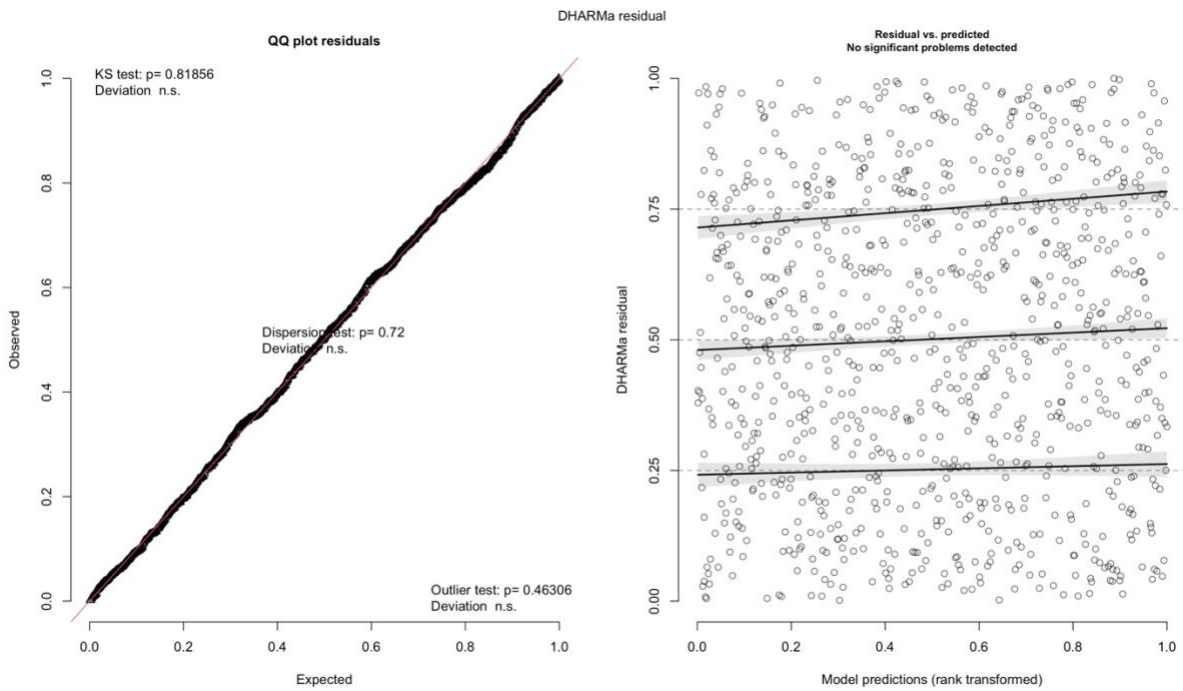 DHARMa residual
QQ plot residuals
KS test: p= 0.81856
Deviation n.s.
Dispersion test: p= 0.72
Deviation n.s.
Outlier test: p= 0.46306
Deviation n.s.
Observed
0.0
0.2
0.4
0.6
0.8
1.0
0.0 0.2 0.4 0.6 0.8 1.0
Expected
Residual vs. predicted
No significant problems detected
DHARMa residual
1.00
0.75
0.50
0.25
0.00
0.0 0.2 0.4 0.6 0.8 1.0
Model predictions (rank transformed)